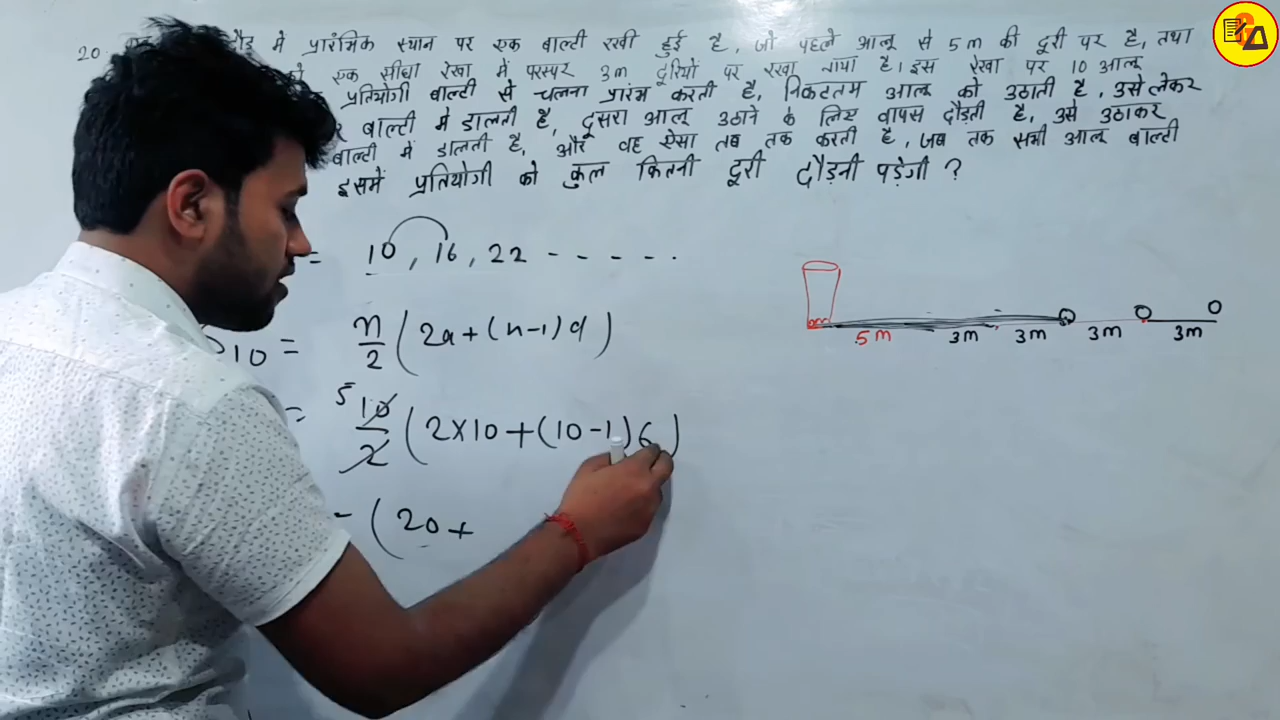 20. में प्रारंभिक स्थान पर एक बाल्टी रखी हुई है, जो पहले आलू से 5m की दूरी पर है, तथा
एक सीधी रेखा में परस्पर 3m दूरियों पर रखा गया है। इस रेखा पर 10 आलू
प्रतियोगी बाल्टी से चलना प्रारंभ करती है, निकटतम आलू को उठाती है, उसे लेकर
बाल्टी में डालती है, दूसरा आलू उठाने के लिए वापस दौड़ती है, उसे उठाकर
बाल्टी में डालती है, और वह ऐसा तब तक करती है, जब तक सभी आलू बाल्टी
इसमें प्रतियोगी को कुल कितनी दूरी दौड़नी पड़ेगी ?
= 10, 16, 22 - - - - - .
10 = n/2 (2a+(n-1)d)
= 5 10/2 (2×10+(10-1)6)
- (20+
5m 3m 3m 3m 3m